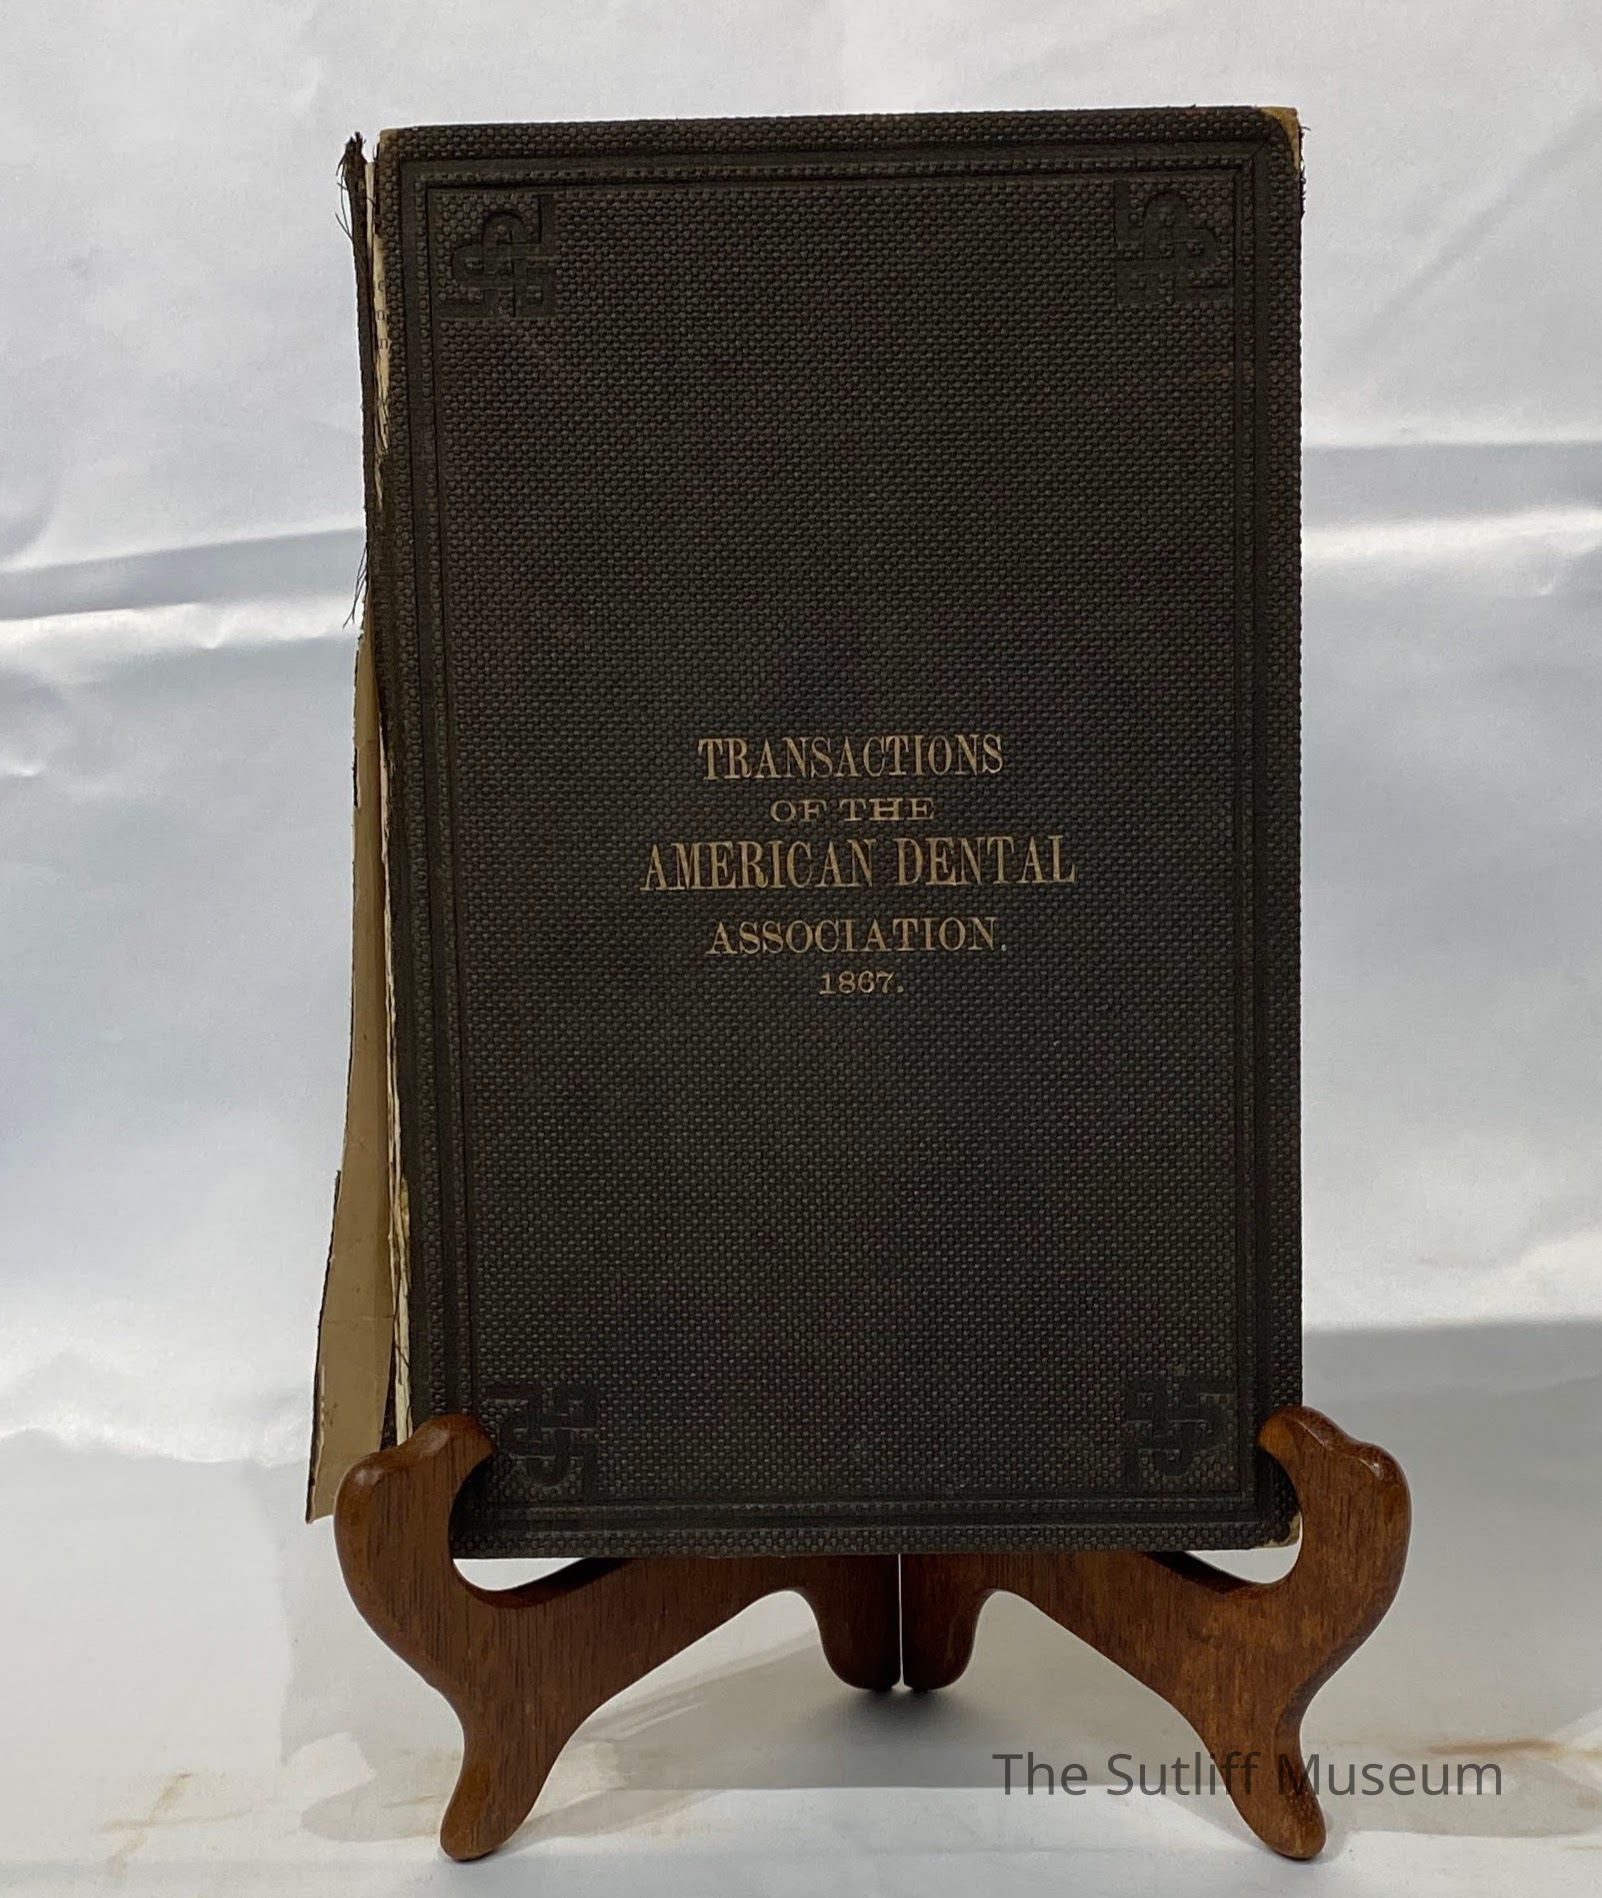 TRANSACTIONS
OF THE
AMERICAN DENTAL
ASSOCIATION.
1867.
The Sutliff Museum